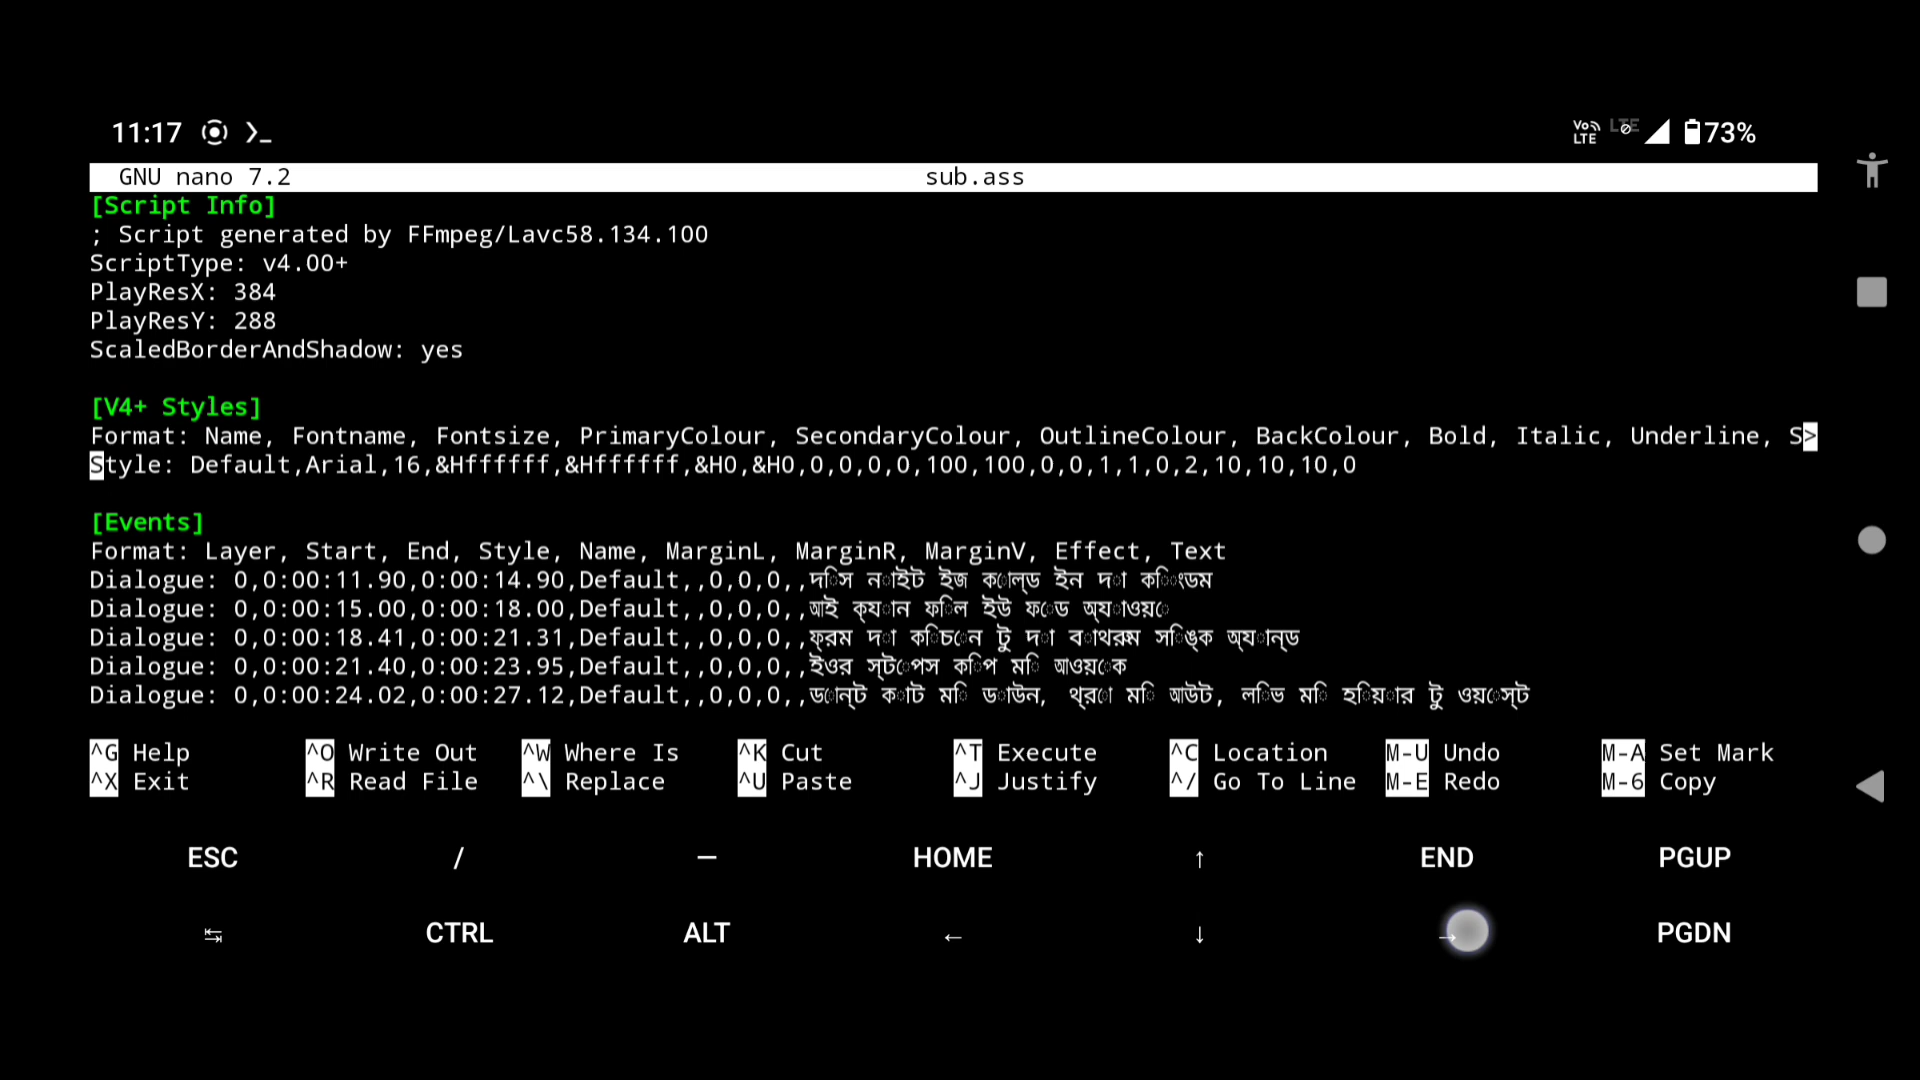 11:17
Vo LTE LTE 73%
GNU nano 7.2 sub.ass
[Script Info]
; Script generated by FFmpeg/Lavc58.134.100
ScriptType: v4.00+
PlayResX: 384
PlayResY: 288
ScaledBorderAndShadow: yes
[V4+ Styles]
Format: Name, Fontname, Fontsize, PrimaryColour, SecondaryColour, OutlineColour, BackColour, Bold, Italic, Underline, S>
Style: Default,Arial,16,&Hffffff,&Hffffff,&H0,&H0,0,0,0,0,100,100,0,0,1,1,0,2,10,10,10,0
[Events]
Format: Layer, Start, End, Style, Name, MarginL, MarginR, MarginV, Effect, Text
Dialogue: 0,0:00:11.90,0:00:14.90,Default,,0,0,0,,দিস নাইট ইজ কোল্ড ইন দা কিিংডম
Dialogue: 0,0:00:15.00,0:00:18.00,Default,,0,0,0,,আই ক্যান ফিল ইউ ফেড অ্যাওয়ে
Dialogue: 0,0:00:18.41,0:00:21.31,Default,,0,0,0,,ফ্রম দা কিচেন টু দা বাথরুম সিঙ্ক অ্যান্ড
Dialogue: 0,0:00:21.40,0:00:23.95,Default,,0,0,0,,ইওর স্টেপস কিপ মি আওয়েক
Dialogue: 0,0:00:24.02,0:00:27.12,Default,,0,0,0,,ডোন্ট কাট মি ডাউন, থ্রো মি আউট, লিভ মি হিয়ার টু ওয়েস্ট
^G Help ^O Write Out ^W Where Is ^K Cut ^T Execute ^C Location M-U Undo M-A Set Mark
^X Exit ^R Read File ^\ Replace ^U Paste ^J Justify ^/ Go To Line M-E Redo M-6 Copy
ESC / — HOME ↑ END PGUP
↹ CTRL ALT ← ↓ → PGDN